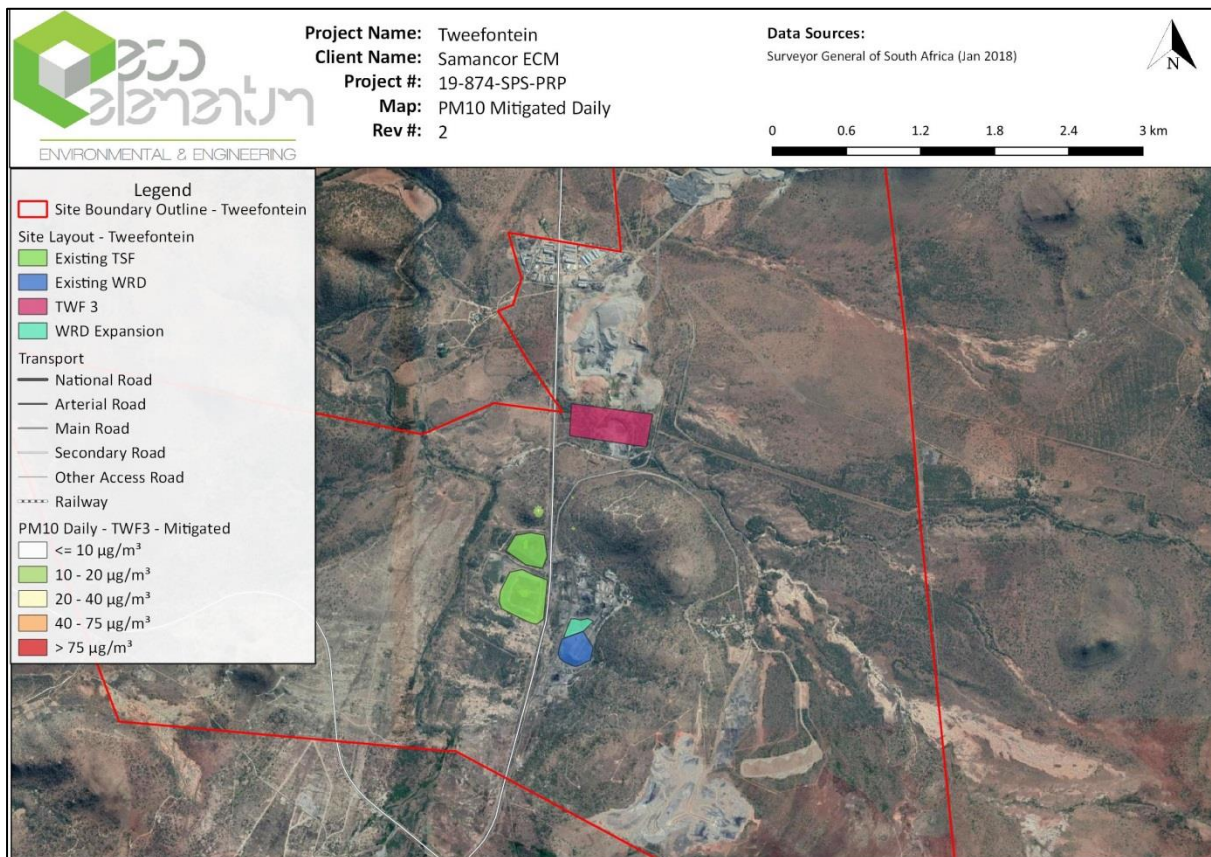 eco
elementum
ENVIRONMENTAL & ENGINEERING
Project Name: Tweefontein
Client Name: Samancor ECM
Project #: 19-874-SPS-PRP
Map: PM10 Mitigated Daily
Rev #: 2
Data Sources:
Surveyor General of South Africa (Jan 2018)
N
0 0.6 1.2 1.8 2.4 3 km
Legend
Site Boundary Outline - Tweefontein
Site Layout - Tweefontein
Existing TSF
Existing WRD
TWF 3
WRD Expansion
Transport
National Road
Arterial Road
Main Road
Secondary Road
Other Access Road
Railway
PM10 Daily - TWF3 - Mitigated
<= 10 µg/m³
10 - 20 µg/m³
20 - 40 µg/m³
40 - 75 µg/m³
> 75 µg/m³